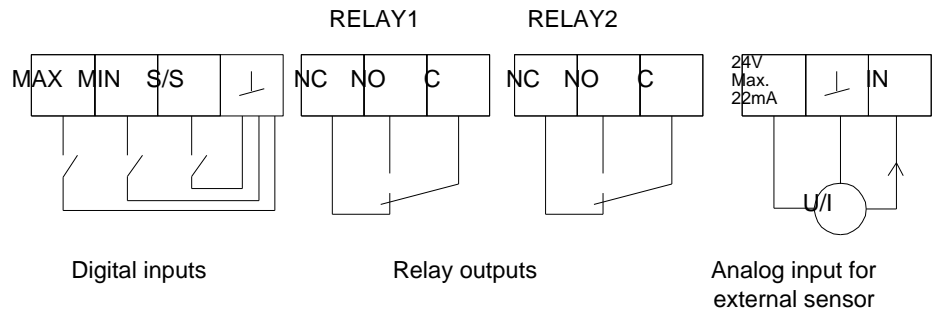 RELAY1 RELAY2
MAX MIN S/S NC NO C NC NO C 24V Max. 22mA IN
U/I
Digital inputs Relay outputs Analog input for external sensor